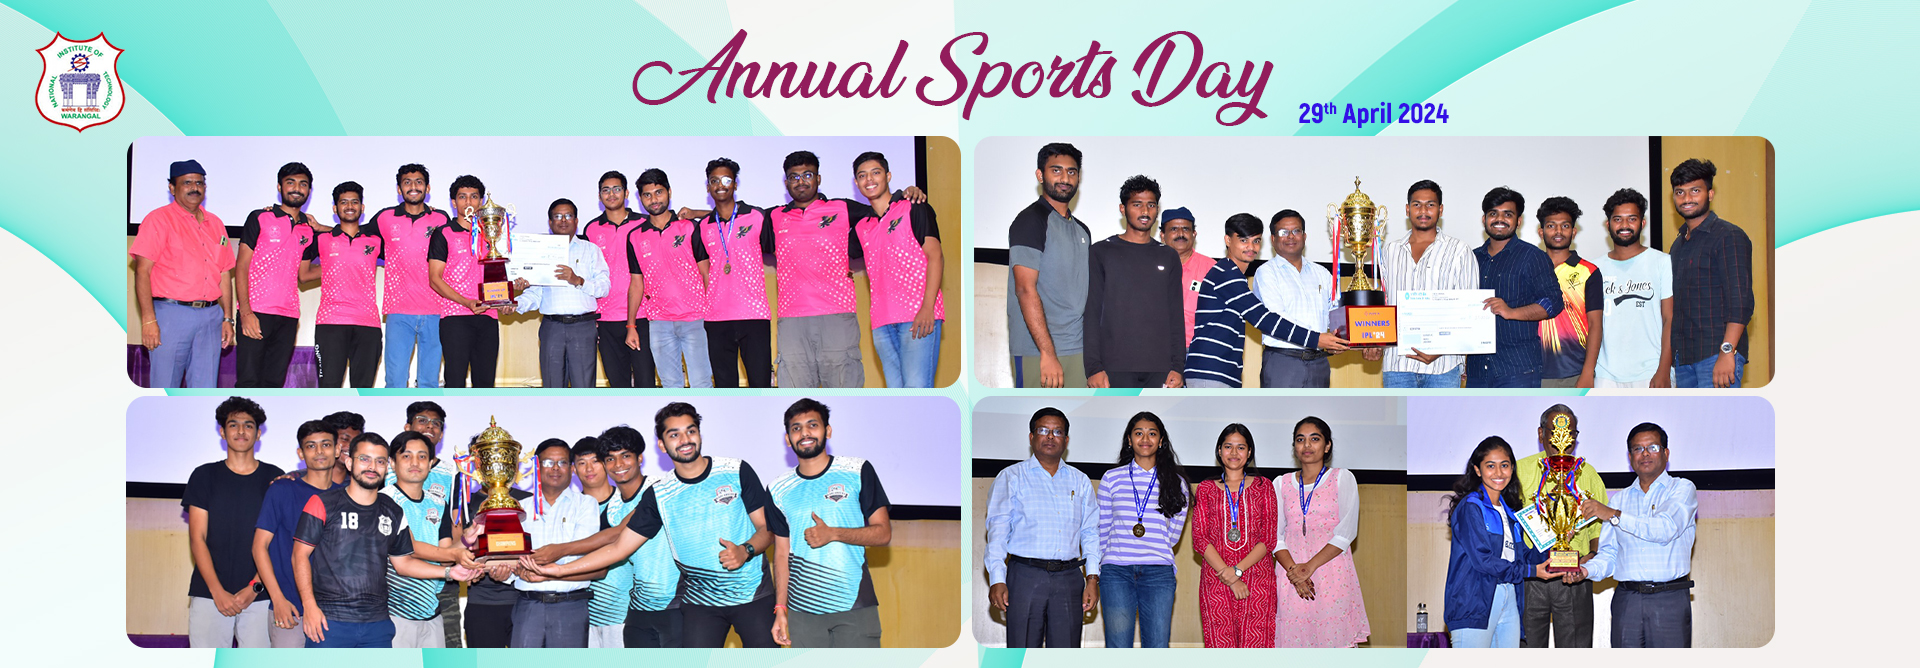 Annual Sports Day
29th April 2024
NATIONAL INSTITUTE OF TECHNOLOGY
WARANGAL
WINNERS
IPL'24
18